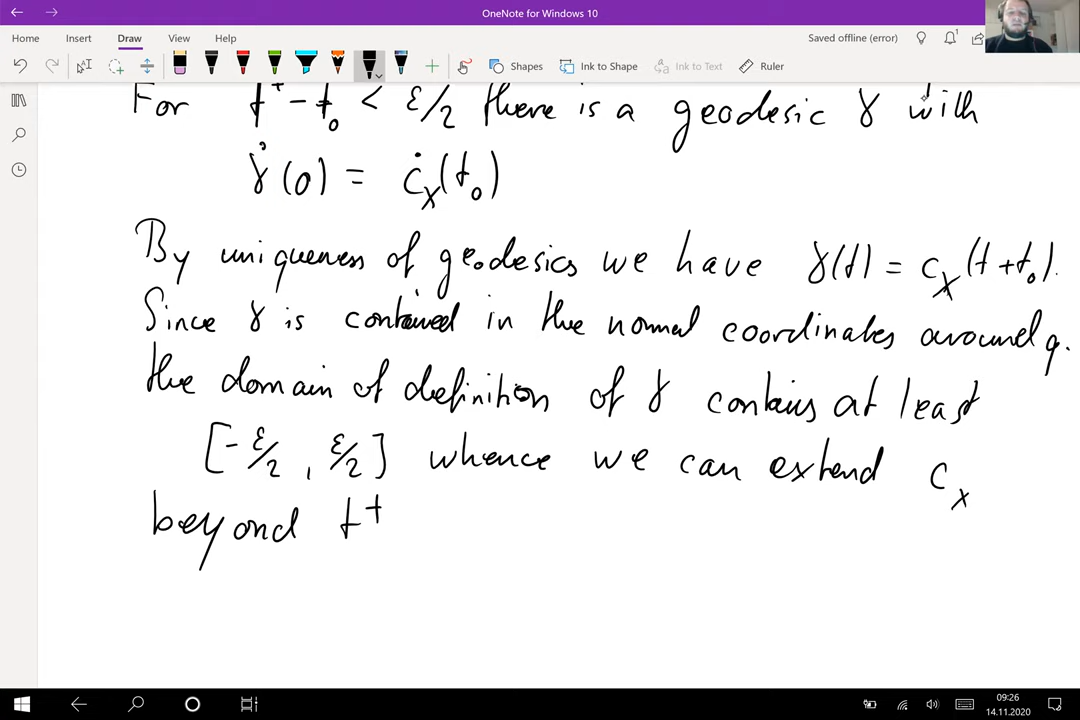 OneNote for Windows 10
Home Insert Draw View Help Saved offline (error)
Shapes Ink to Shape Ink to Text Ruler
For t⁺ - t₀ < ε/2 there is a geodesic γ with
γ̇(0) = ċₓ(t₀)
By uniqueness of geodesics we have γ(t) = cₓ(t + t₀).
Since γ is contained in the normal coordinates around q.
the domain of definition of γ contains at least
[-ε/2, ε/2] whence we can extend cₓ
beyond t⁺
09:26
14.11.2020